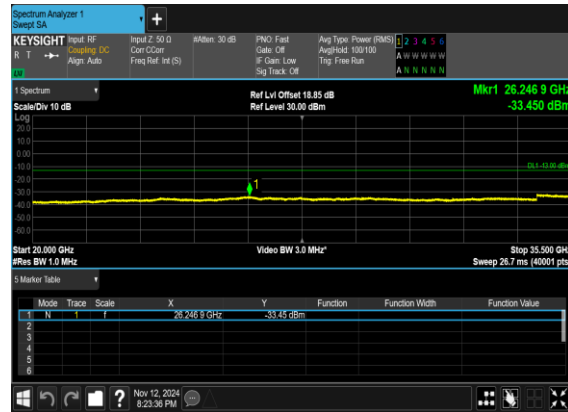 Spectrum Analyzer 1
Swept SA
+
KEYSIGHT Input: RF Input Z: 50 Ω #Atten: 30 dB PNO: Fast Avg Type: Power (RMS) 1 2 3 4 5 6
R T Coupling: DC Corr CCorr Gate: Off Avg|Hold: 100/100 A W W W W W
Align: Auto Freq Ref: Int (S) IF Gain: Low Trig: Free Run
LW Sig Track: Off A N N N N N
1 Spectrum Ref Lvl Offset 18.85 dB Mkr1 26.246 9 GHz
Scale/Div 10 dB Ref Level 30.00 dBm -33.450 dBm
Log
20.0
10.0
0.00
-10.0 DL1 -13.00 dBm
-20.0
-30.0 1
-40.0
-50.0
-60.0
Start 20.000 GHz Video BW 3.0 MHz* Stop 35.500 GHz
#Res BW 1.0 MHz Sweep 26.7 ms (40001 pts)
5 Marker Table
Mode Trace Scale X Y Function Function Width Function Value
1 N 1 f 26.246 9 GHz -33.45 dBm
2
3
4
5
6
? Nov 12, 2024
8:23:36 PM